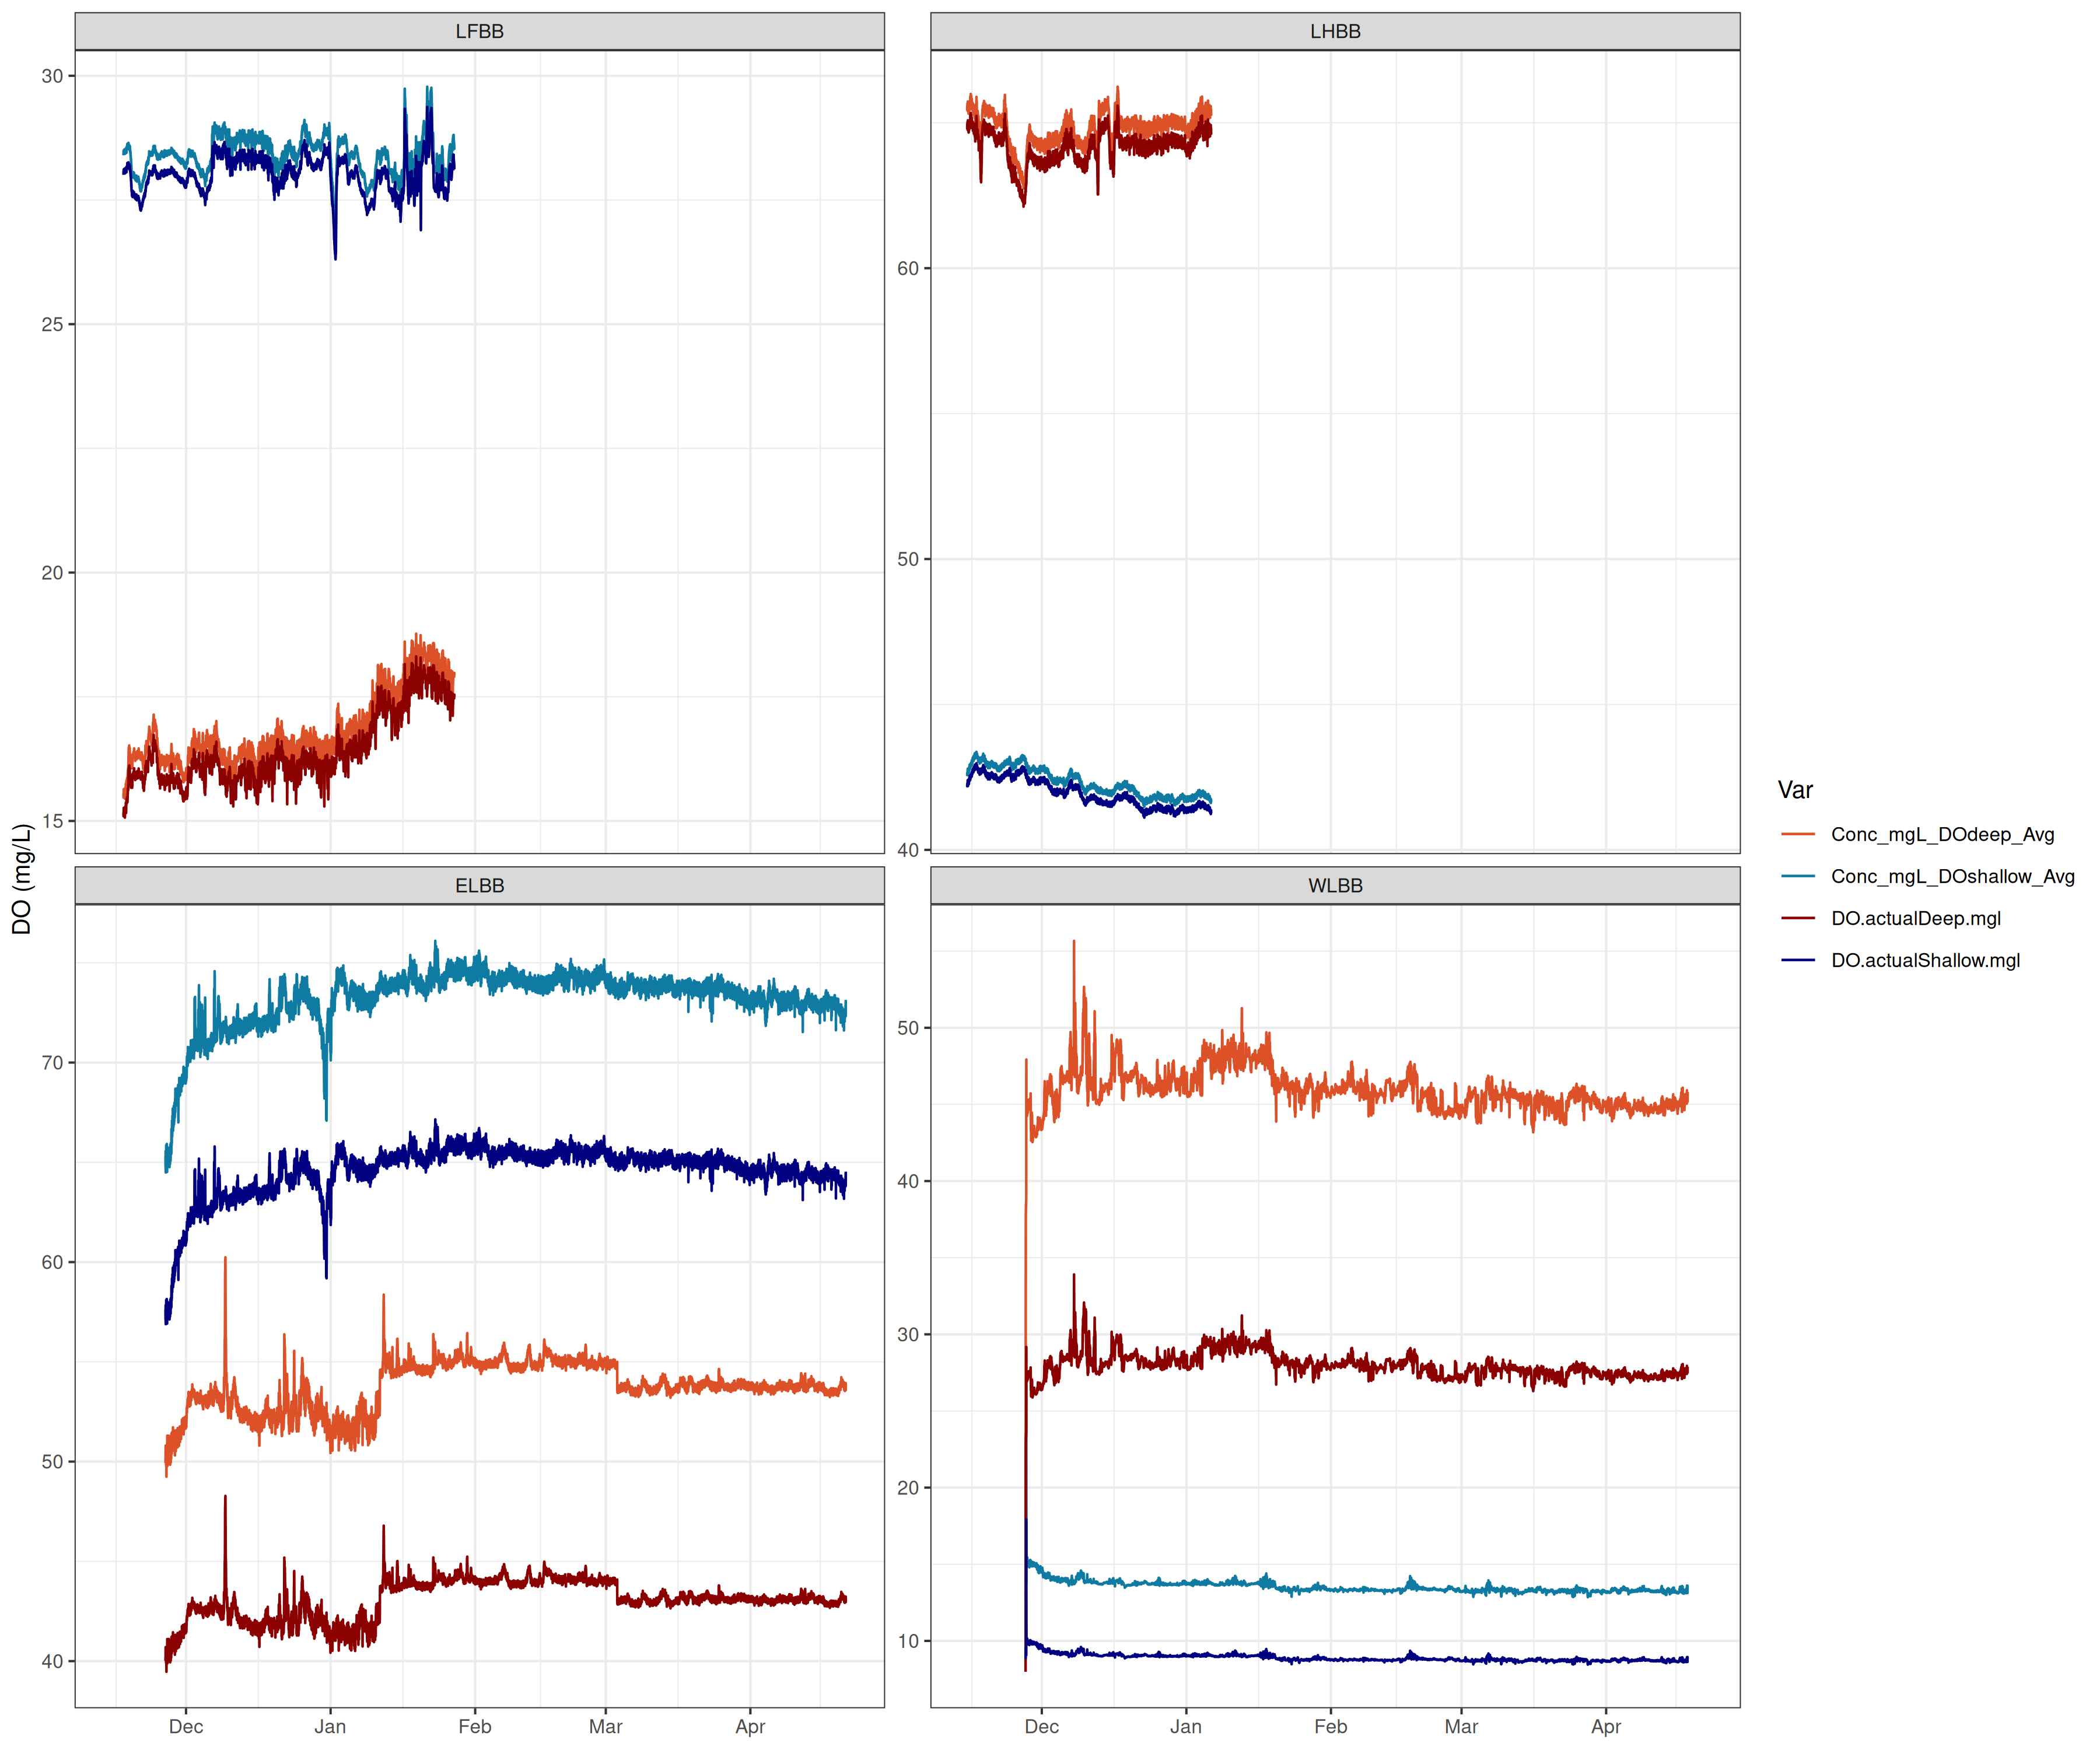 LFBB
LHBB
30
25
20
15
60
50
40
ELBB
WLBB
DO (mg/L)
70
60
50
40
50
40
30
20
10
Dec
Jan
Feb
Mar
Apr
Dec
Jan
Feb
Mar
Apr
Var
Conc_mgL_DOdeep_Avg
Conc_mgL_DOshallow_Avg
DO.actualDeep.mgl
DO.actualShallow.mgl